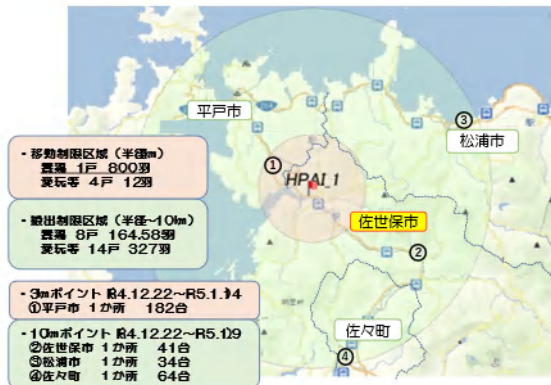 平戸市
204
③
松浦市
①
HPAI_1
佐世保市
②
佐々町
④
・移動制限区域（半径3km）
農場 1戸 800羽
愛玩等 4戸 12羽
・搬出制限区域（半径3~10km）
農場 8戸 164,589羽
愛玩等 14戸 327羽
・3kmポイント R4.12.22～R5.1.14
①平戸市 1か所 182台
・10kmポイント R4.12.22～R5.1.9
②佐世保市 1か所 41台
③松浦市 1か所 34台
④佐々町 1か所 64台